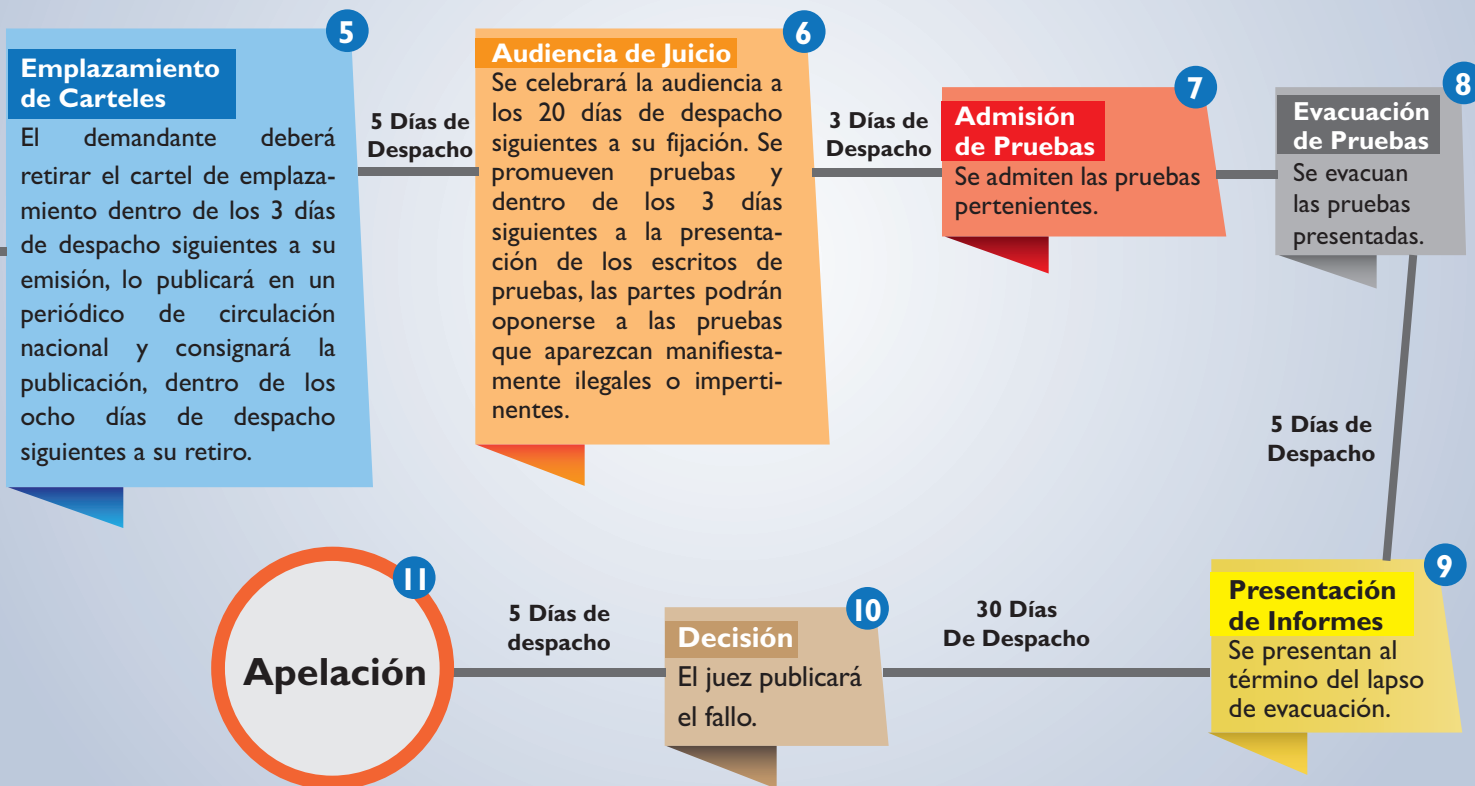 5
Emplazamiento
de Carteles
El demandante deberá
retirar el cartel de emplaza-
miento dentro de los 3 días
de despacho siguientes a su
emisión, lo publicará en un
periódico de circulación
nacional y consignará la
publicación, dentro de los
ocho días de despacho
siguientes a su retiro.
5 Días de
Despacho
6
Audiencia de Juicio
Se celebrará la audiencia a
los 20 días de despacho
siguientes a su fijación. Se
promueven pruebas y
dentro de los 3 días
siguientes a la presenta-
ción de los escritos de
pruebas, las partes podrán
oponerse a las pruebas
que aparezcan manifiesta-
mente ilegales o imperti-
nentes.
3 Días de
Despacho
7
Admisión
de Pruebas
Se admiten las pruebas
pertenientes.
8
Evacuación
de Pruebas
Se evacuan
las pruebas
presentadas.
5 Días de
Despacho
9
Presentación
de Informes
Se presentan al
término del lapso
de evacuación.
30 Días
De Despacho
10
Decisión
El juez publicará
el fallo.
5 Días de
despacho
11
Apelación